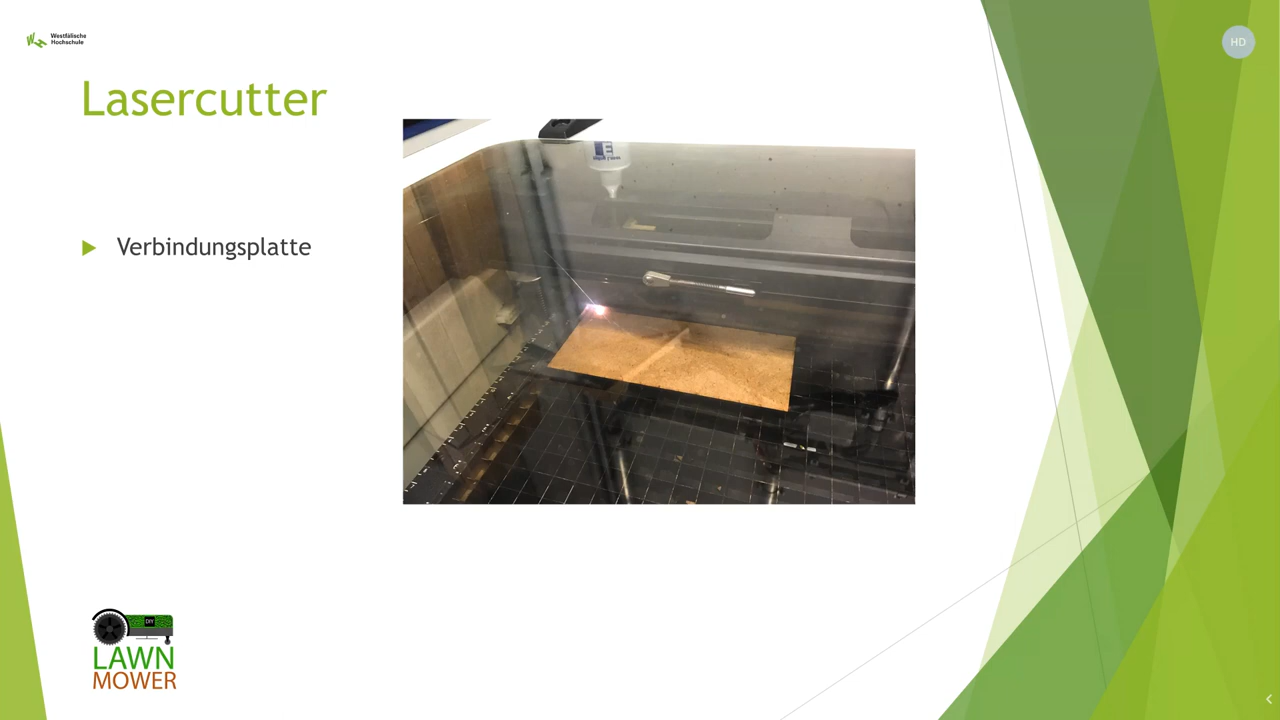 Westfälische
Hochschule
HD
Lasercutter
Verbindungsplatte
DIY
LAWN
MOWER